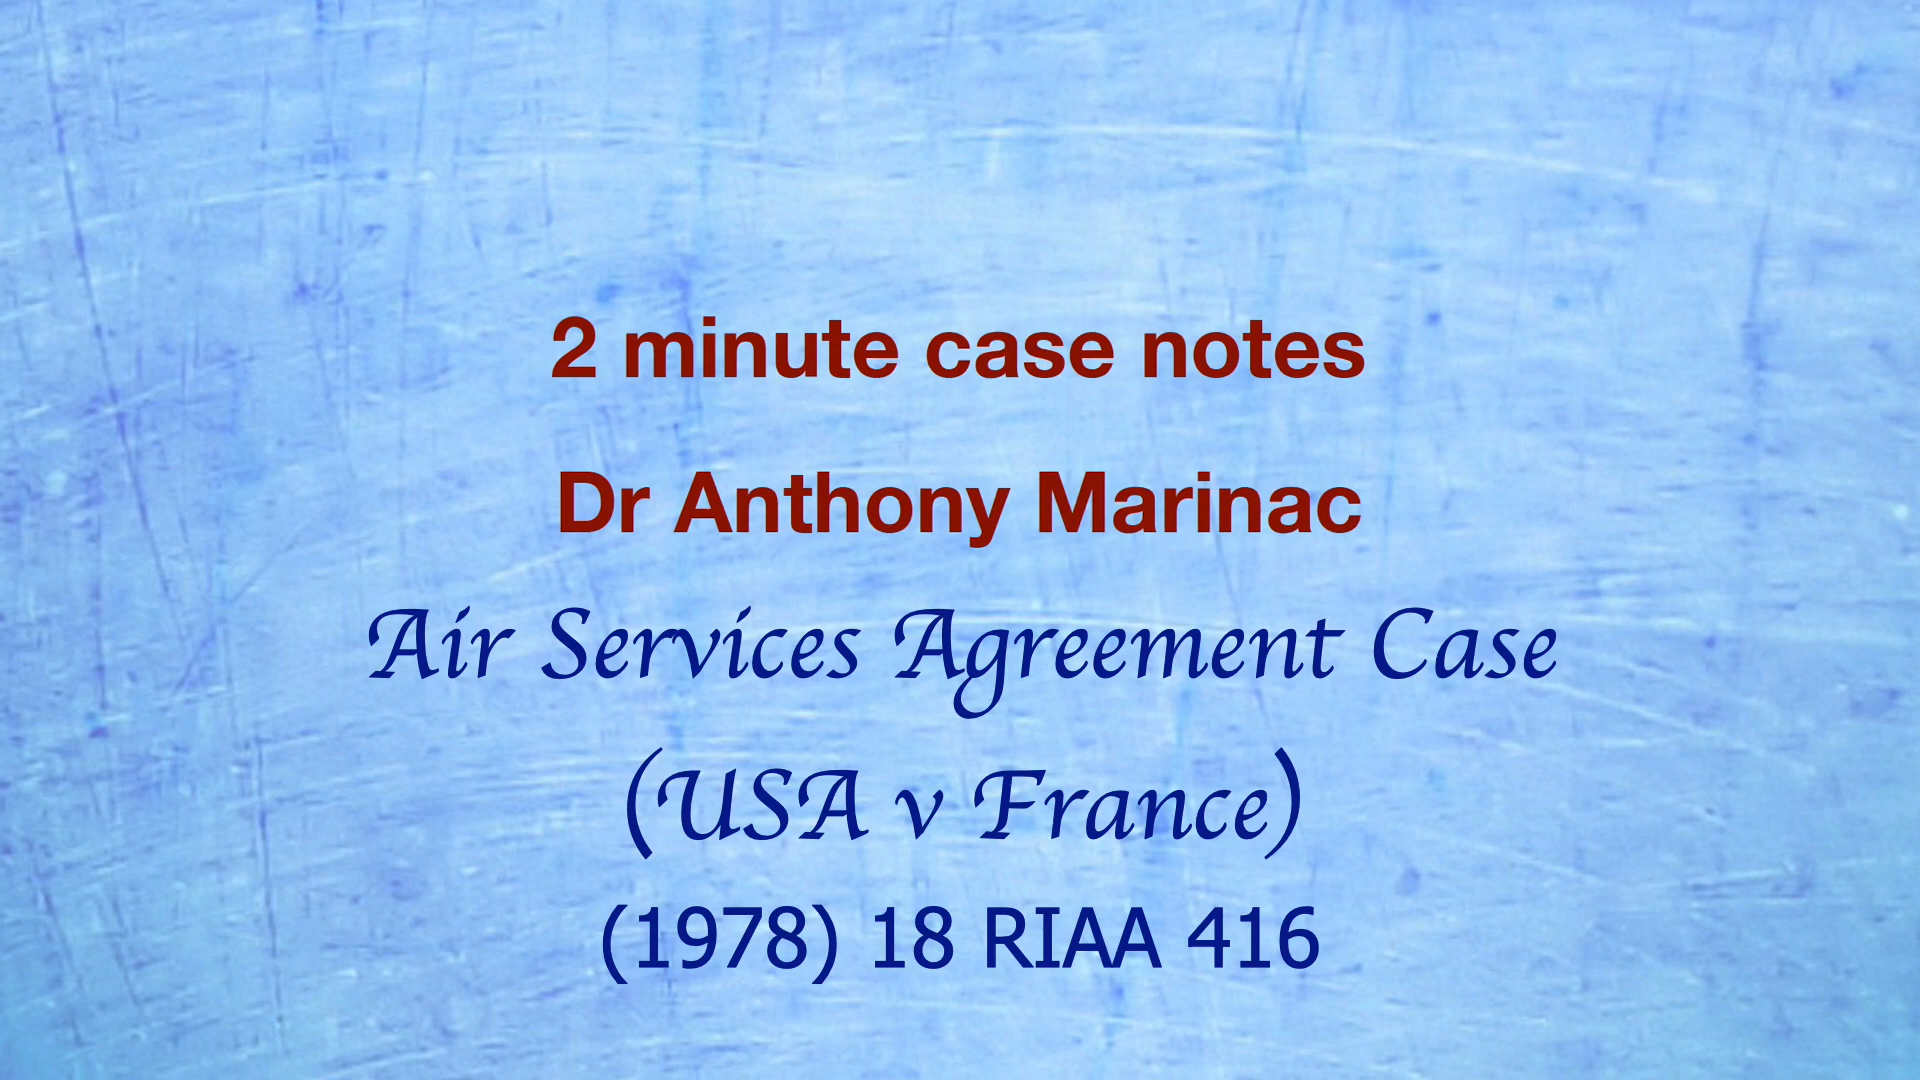 2 minute case notes
Dr Anthony Marinac
Air Services Agreement Case
(USA v France)
(1978) 18 RIAA 416